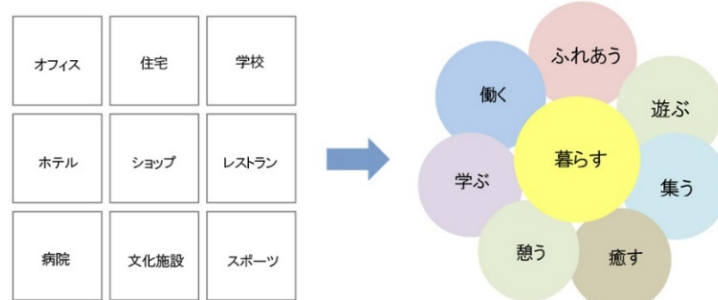 オフィス
住宅
学校
ホテル
ショップ
レストラン
病院
文化施設
スポーツ
ふれあう
働く
遊ぶ
暮らす
学ぶ
集う
憩う
癒す